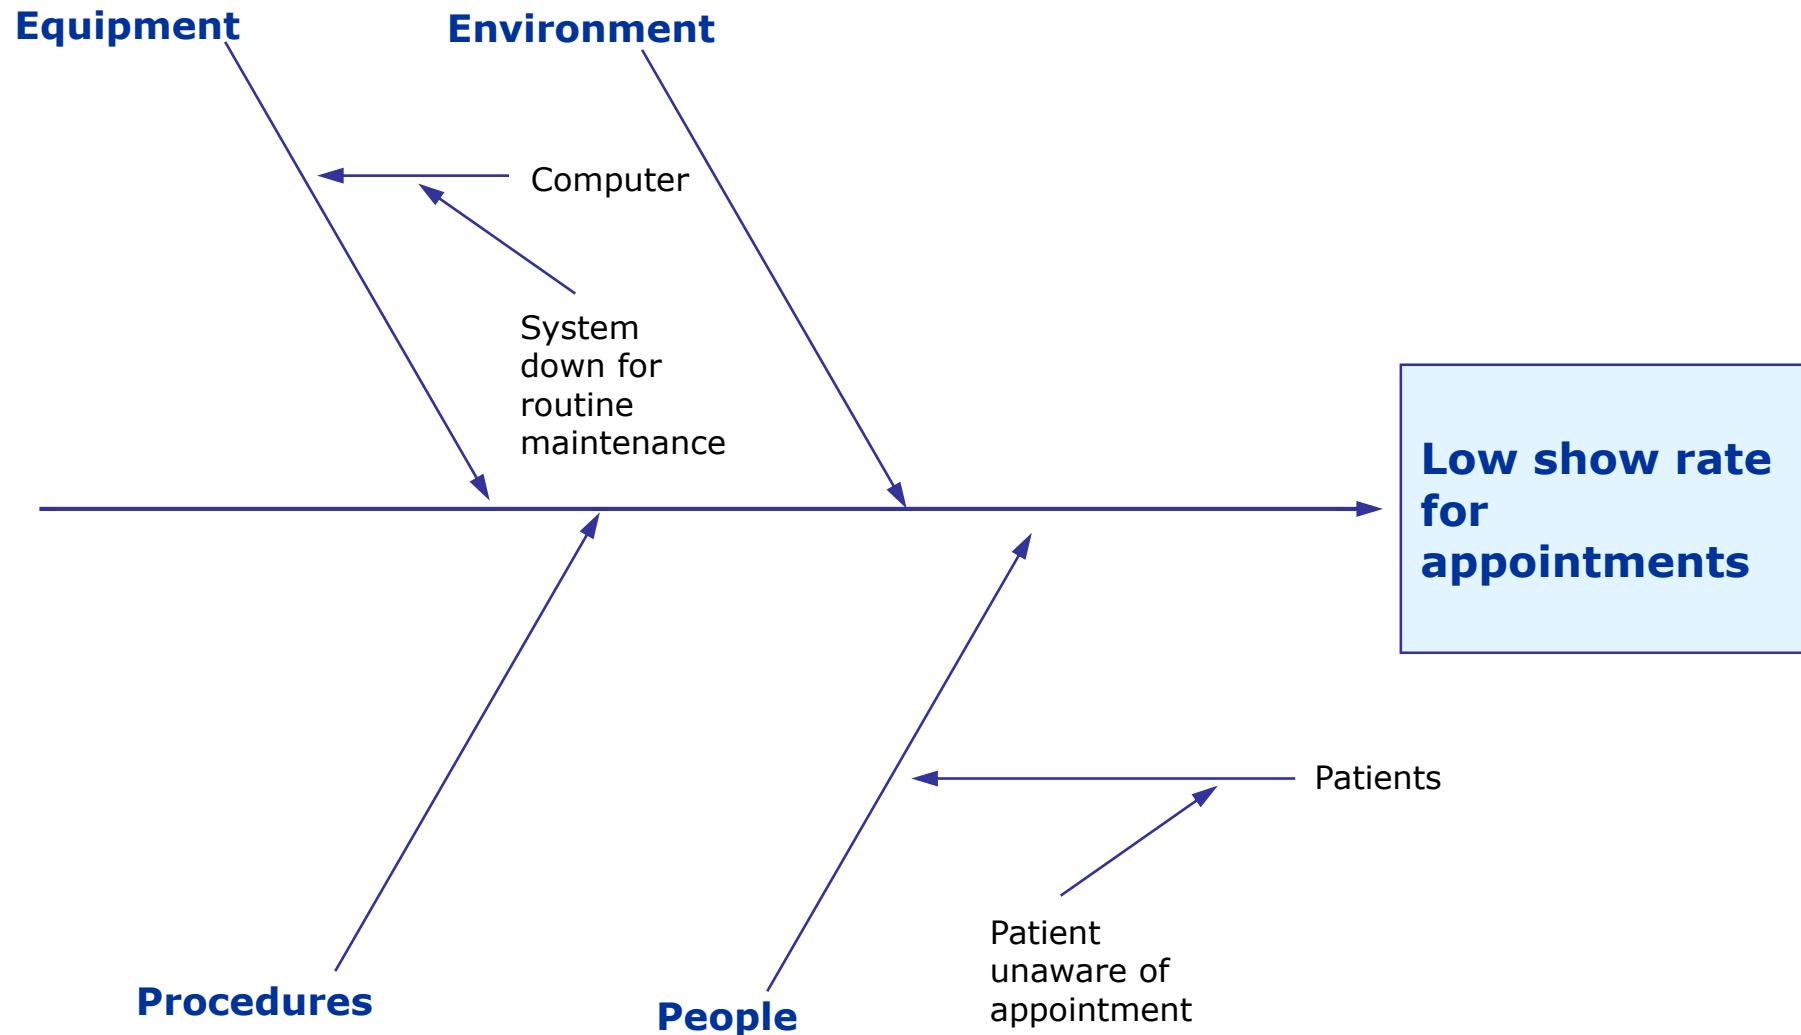 Equipment
Environment
Computer
System
down for
routine
maintenance
Low show rate
for
appointments
Patients
Patient
unaware of
appointment
Procedures
People